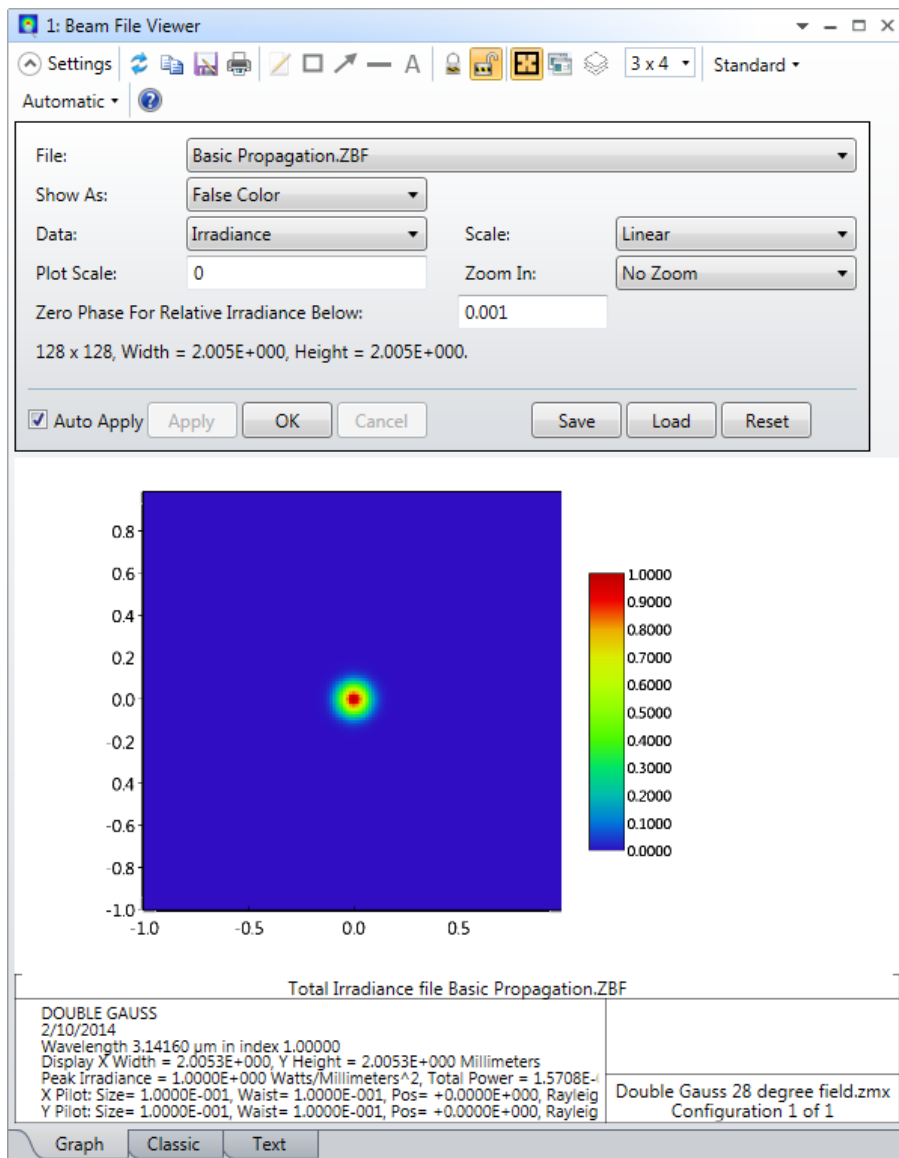 1: Beam File Viewer
Settings A 3 x 4 Standard
Automatic
File: Basic Propagation.ZBF
Show As: False Color
Data: Irradiance Scale: Linear
Plot Scale: 0 Zoom In: No Zoom
Zero Phase For Relative Irradiance Below: 0.001
128 x 128, Width = 2.005E+000, Height = 2.005E+000.
Auto Apply Apply OK Cancel Save Load Reset
0.8
0.6
0.4
0.2
0.0
-0.2
0.4
-0.6
-0.8
-1.0
-1.0 -0.5 0.0 0.5
1.0000
0.9000
0.8000
0.7000
0.6000
0.5000
0.4000
0.3000
0.2000
0.1000
0.0000
Total Irradiance file Basic Propagation.ZBF
DOUBLE GAUSS
2/10/2014
Wavelength 3.14160 µm in index 1.00000
Display X Width = 2.0053E+000, Y Height = 2.0053E+000 Millimeters
Peak Irradiance = 1.0000E+000 Watts/Millimeters^2, Total Power = 1.5708E-
X Pilot: Size= 1.0000E-001, Waist= 1.0000E-001, Pos= +0.0000E+000, Rayleig
Y Pilot: Size= 1.0000E-001, Waist= 1.0000E-001, Pos= +0.0000E+000, Rayleig
Double Gauss 28 degree field.zmx
Configuration 1 of 1
Graph Classic Text